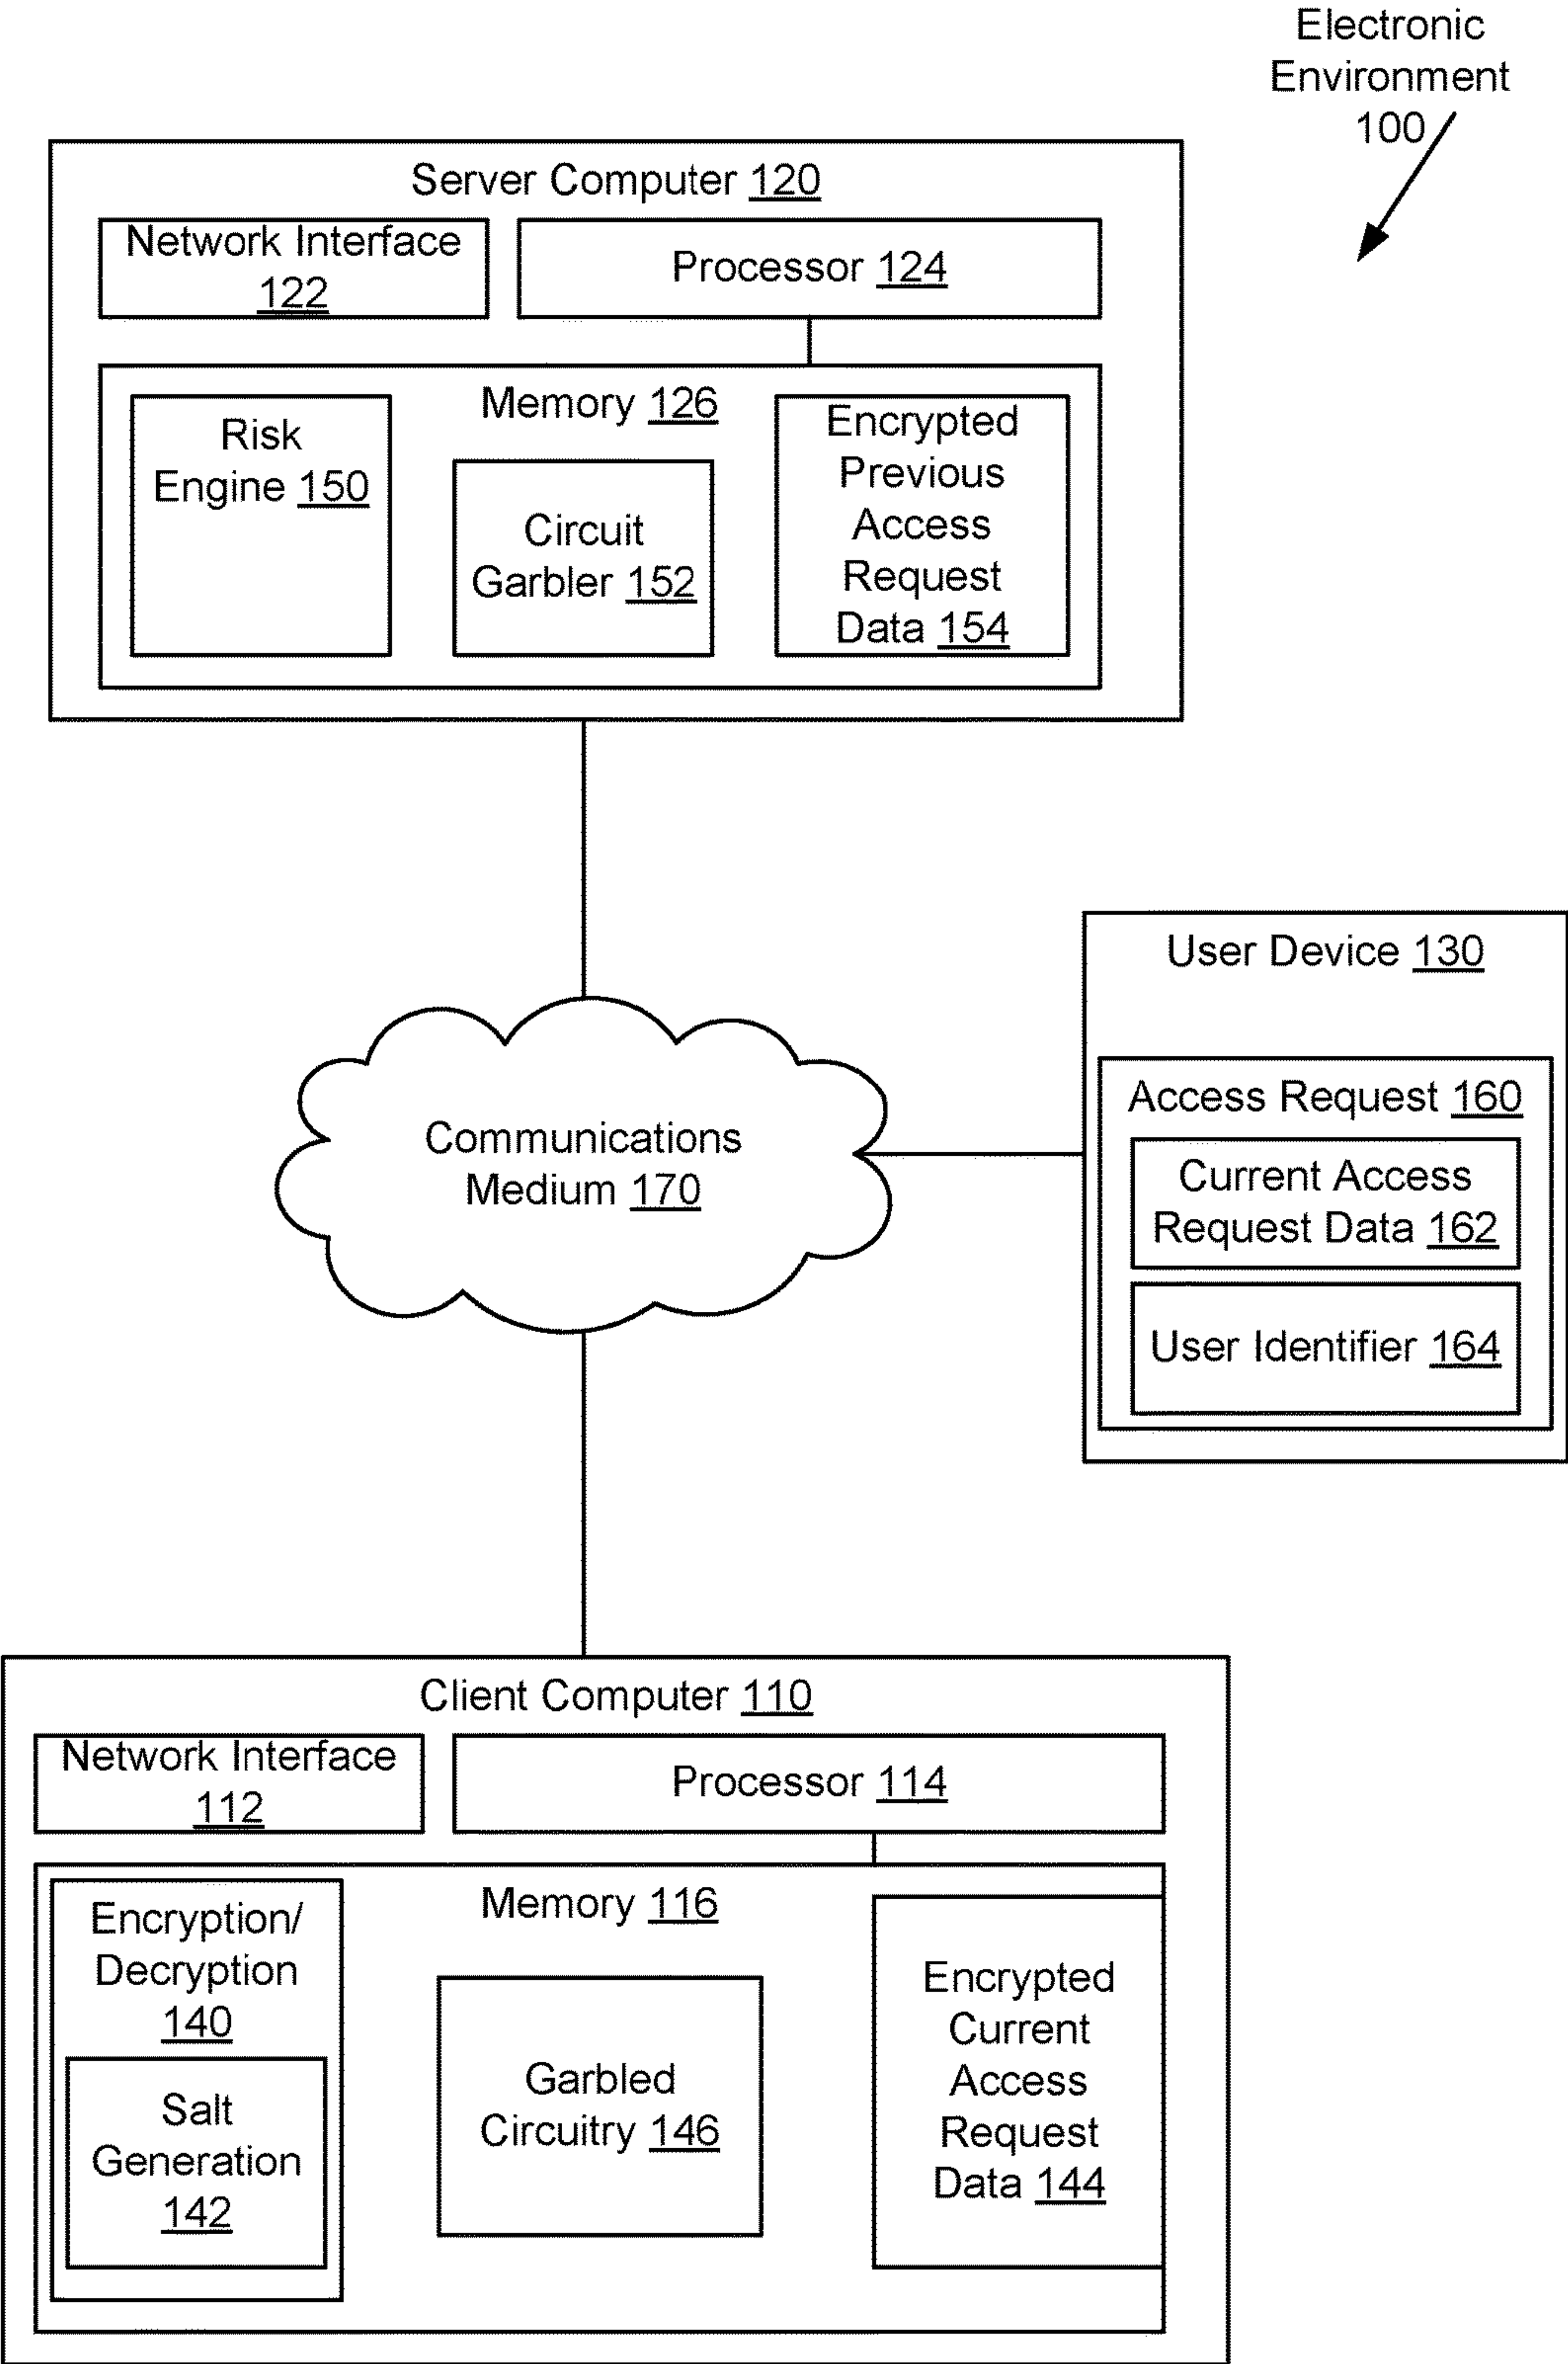 Electronic
Environment
100
Server Computer 120
Network Interface
122
Processor 124
Memory 126
Risk
Engine 150
Circuit
Garbler 152
Encrypted
Previous
Access
Request
Data 154
User Device 130
Access Request 160
Current Access
Request Data 162
User Identifier 164
Communications
Medium 170
Client Computer 110
Network Interface
112
Processor 114
Memory 116
Encryption/
Decryption
140
Salt
Generation
142
Garbled
Circuitry 146
Encrypted
Current
Access
Request
Data 144